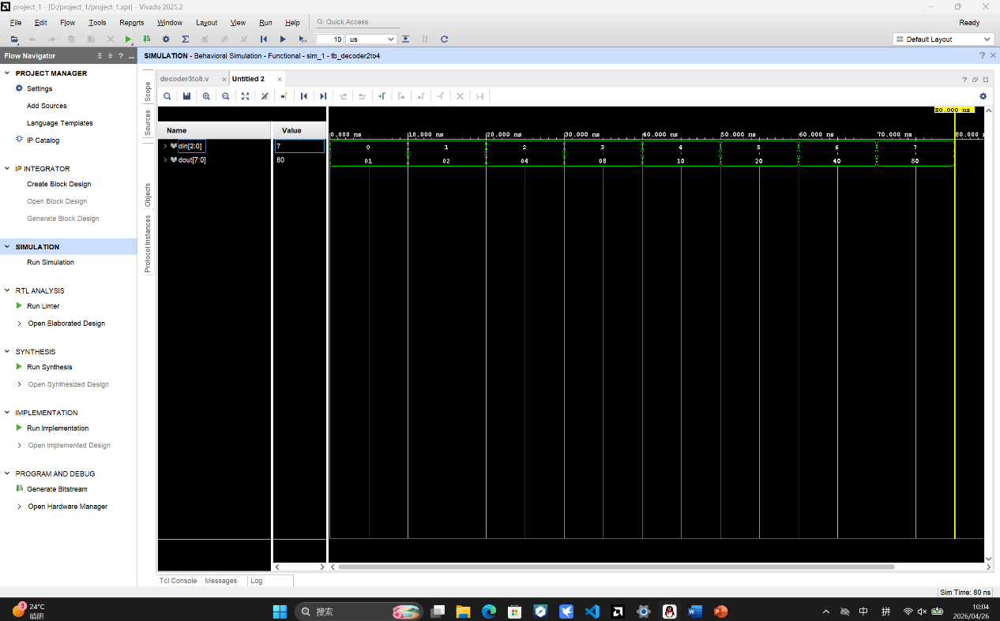 project_1 - [D:/project_1/project_1.xpr] - Vivado 2025.2
File Edit Flow Tools Reports Window Layout View Run Help Quick Access Ready
10 us Default Layout
Flow Navigator ? SIMULATION - Behavioral Simulation - Functional - sim_1 - tb_decoder2to4 ?
PROJECT MANAGER
Settings
Add Sources
Language Templates
IP Catalog
IP INTEGRATOR
Create Block Design
Open Block Design
Generate Block Design
SIMULATION
Run Simulation
RTL ANALYSIS
Run Linter
Open Elaborated Design
SYNTHESIS
Run Synthesis
Open Synthesized Design
IMPLEMENTATION
Run Implementation
Open Implemented Design
PROGRAM AND DEBUG
Generate Bitstream
Open Hardware Manager
Scope
Sources
Objects
Protocol Instances
decoder3to8.v Untitled 2 ?
80.000 ns
Name Value
0.000 ns 10.000 ns 20.000 ns 30.000 ns 40.000 ns 50.000 ns 60.000 ns 70.000 ns 80.000
din[2:0] 7 0 1 2 3 4 5 6 7
dout[7:0] 80 01 02 04 08 10 20 40 80
Tcl Console Messages Log
Sim Time: 80 ns
3
24°C
晴朗
搜索
中 拼
10:04
2026/04/26